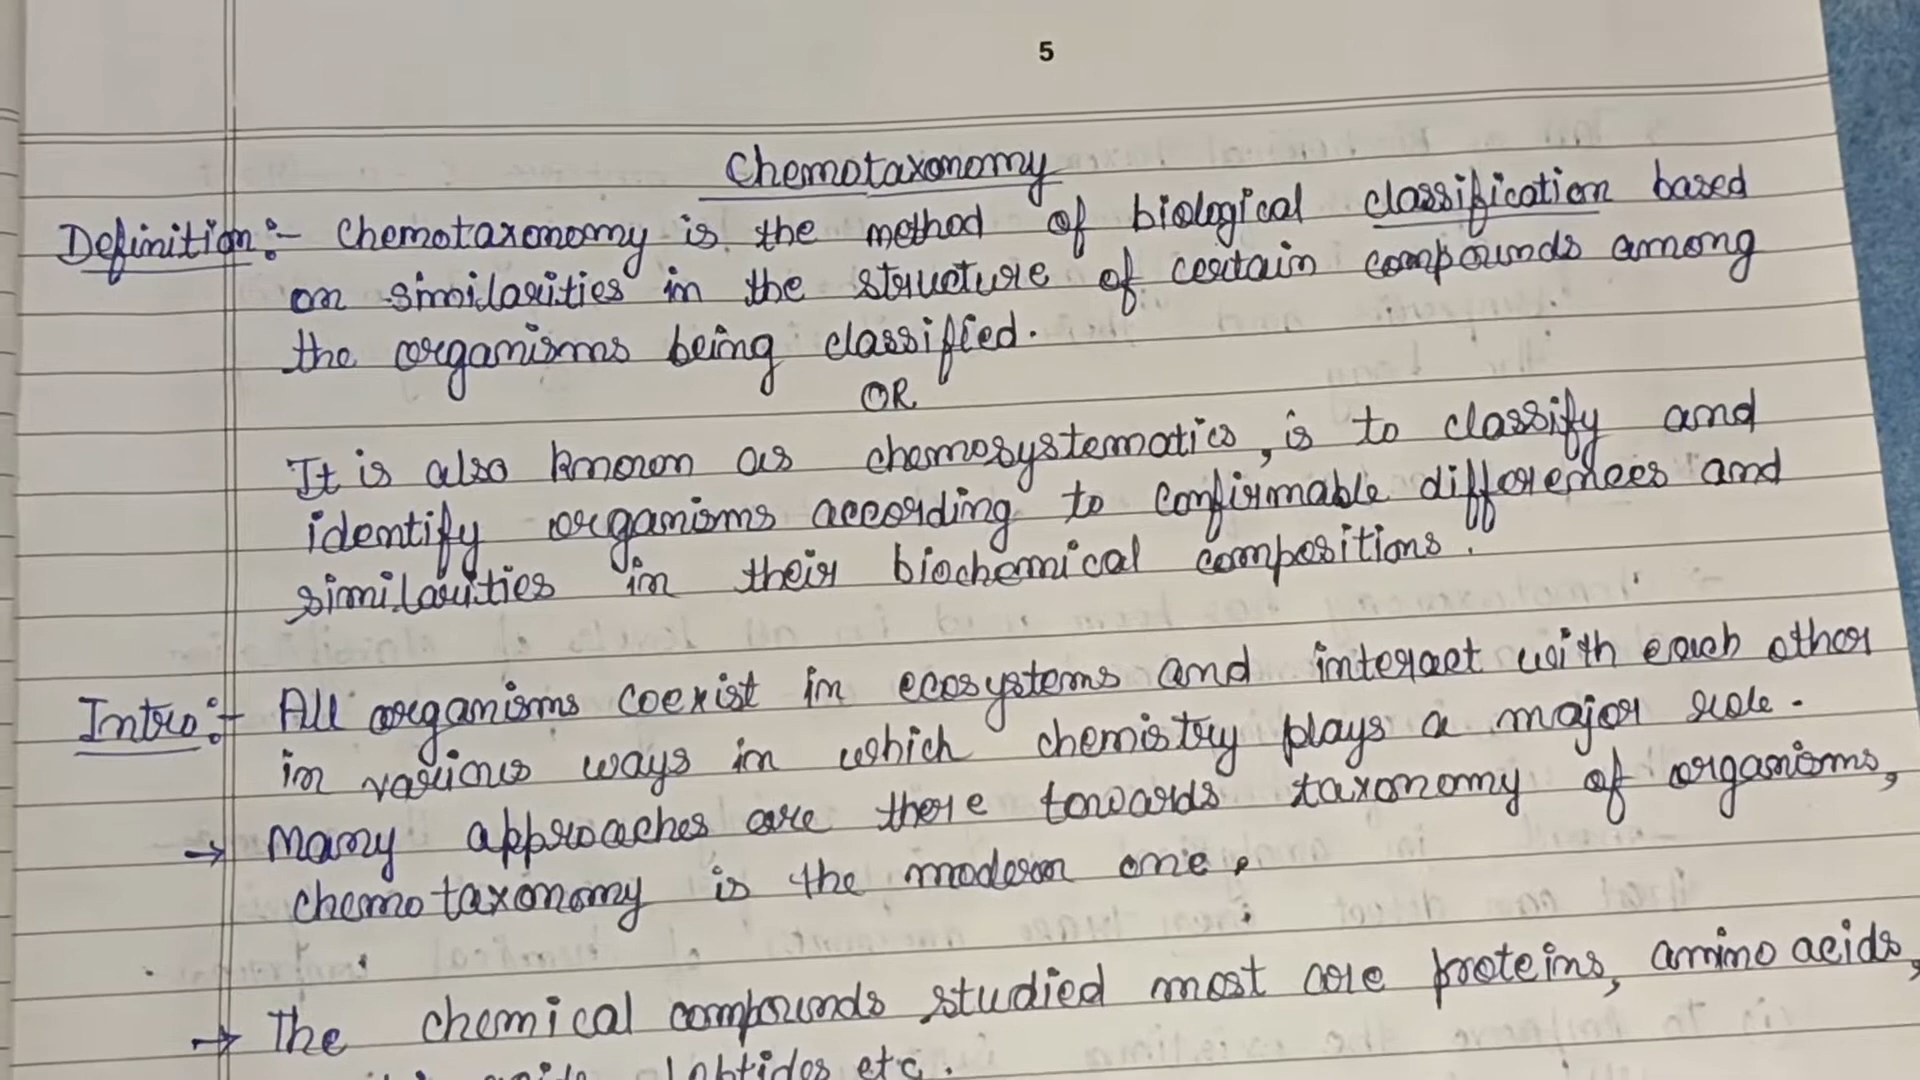 5
Chemotaxonomy
Definition:- Chemotaxonomy is the method of biological classification based
on similarities in the structure of certain compounds among
the organisms being classified.
OR
It is also known as chemosystematics, is to classify and
identify organisms according to confirmable differences and
similarities in their biochemical compositions.
Intro:- All organisms coexist in ecosystems and interact with each other
in various ways in which chemistry plays a major role.
→ Many approaches are there towards taxonomy of organisms,
chemotaxonomy is the modern one.
→ The chemical compounds studied most are proteins, amino acids,
etc.